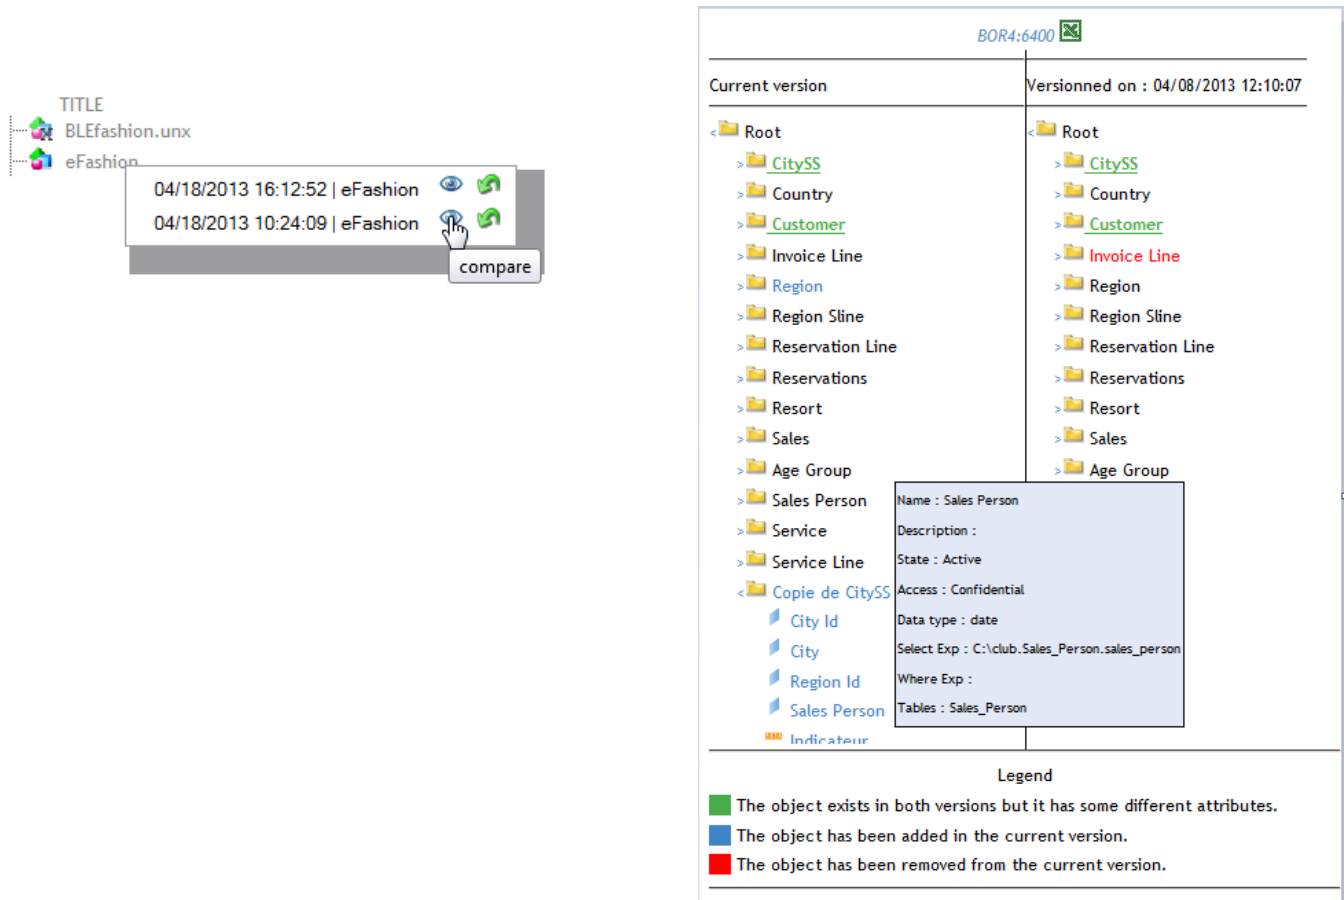 TITLE
BLEfashion.unx
eFashion
04/18/2013 16:12:52 | eFashion
04/18/2013 10:24:09 | eFashion
compare
BOR4:6400
Current version
Versionned on : 04/08/2013 12:10:07
< Root
> CitySS
> Country
> Customer
> Invoice Line
> Region
> Region Sline
> Reservation Line
> Reservations
> Resort
> Sales
> Age Group
> Sales Person
> Service
> Service Line
< Copie de CitySS
City Id
City
Region Id
Sales Person
Indicateur
< Root
> CitySS
> Country
> Customer
> Invoice Line
> Region
> Region Sline
> Reservation Line
> Reservations
> Resort
> Sales
> Age Group
Name : Sales Person
Description :
State : Active
Access : Confidential
Data type : date
Select Exp : C:\club.Sales_Person.sales_person
Where Exp :
Tables : Sales_Person
Legend
The object exists in both versions but it has some different attributes.
The object has been added in the current version.
The object has been removed from the current version.